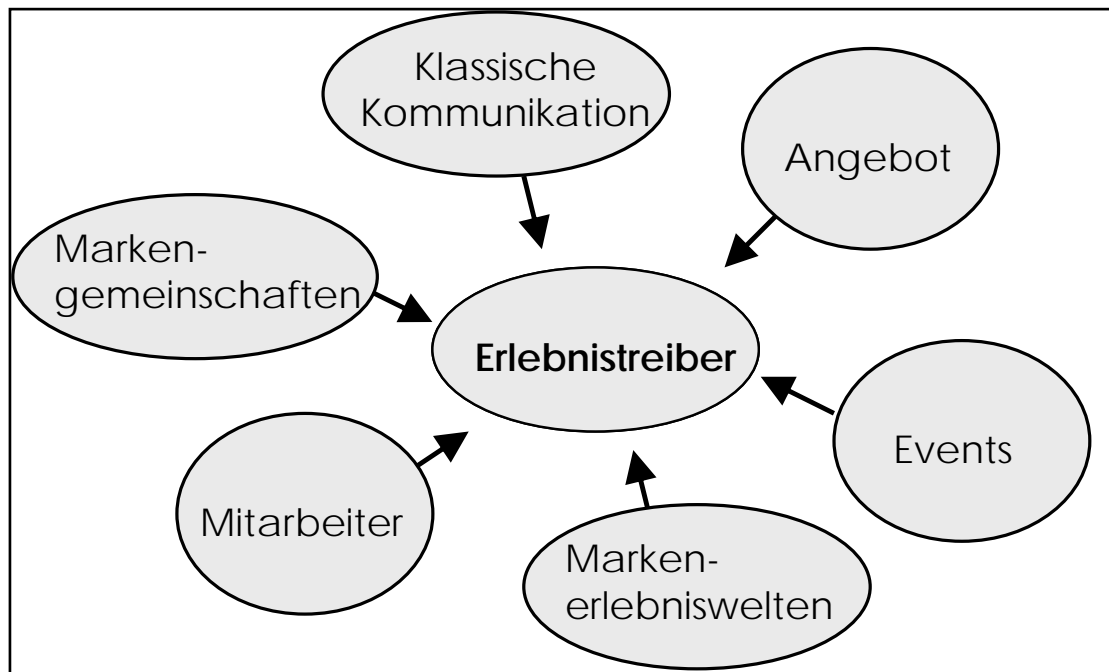 Klassische
Kommunikation
Angebot
Marken-
gemeinschaften
Erlebnistreiber
Events
Mitarbeiter
Marken-
erlebniswelten